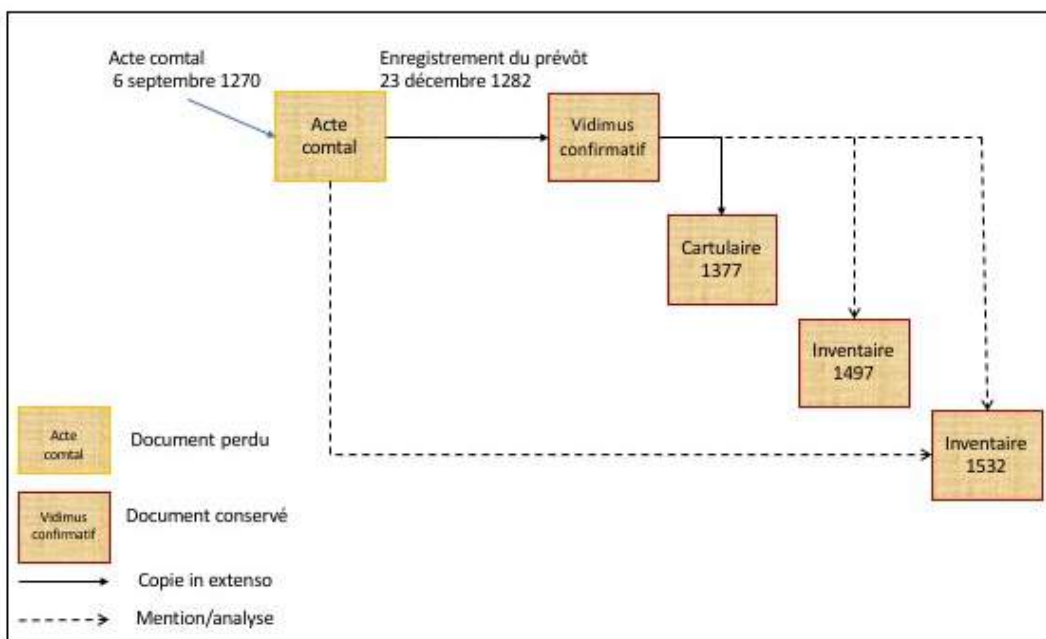 Acte comtal
6 septembre 1270
Enregistrement du prévôt
23 décembre 1282
Acte
comtal
Vidimus
confirmatif
Cartulaire
1377
Inventaire
1497
Inventaire
1532
Acte
comtal
Document perdu
Vidimus
confirmatif
Document conservé
Copie in extenso
Mention/analyse